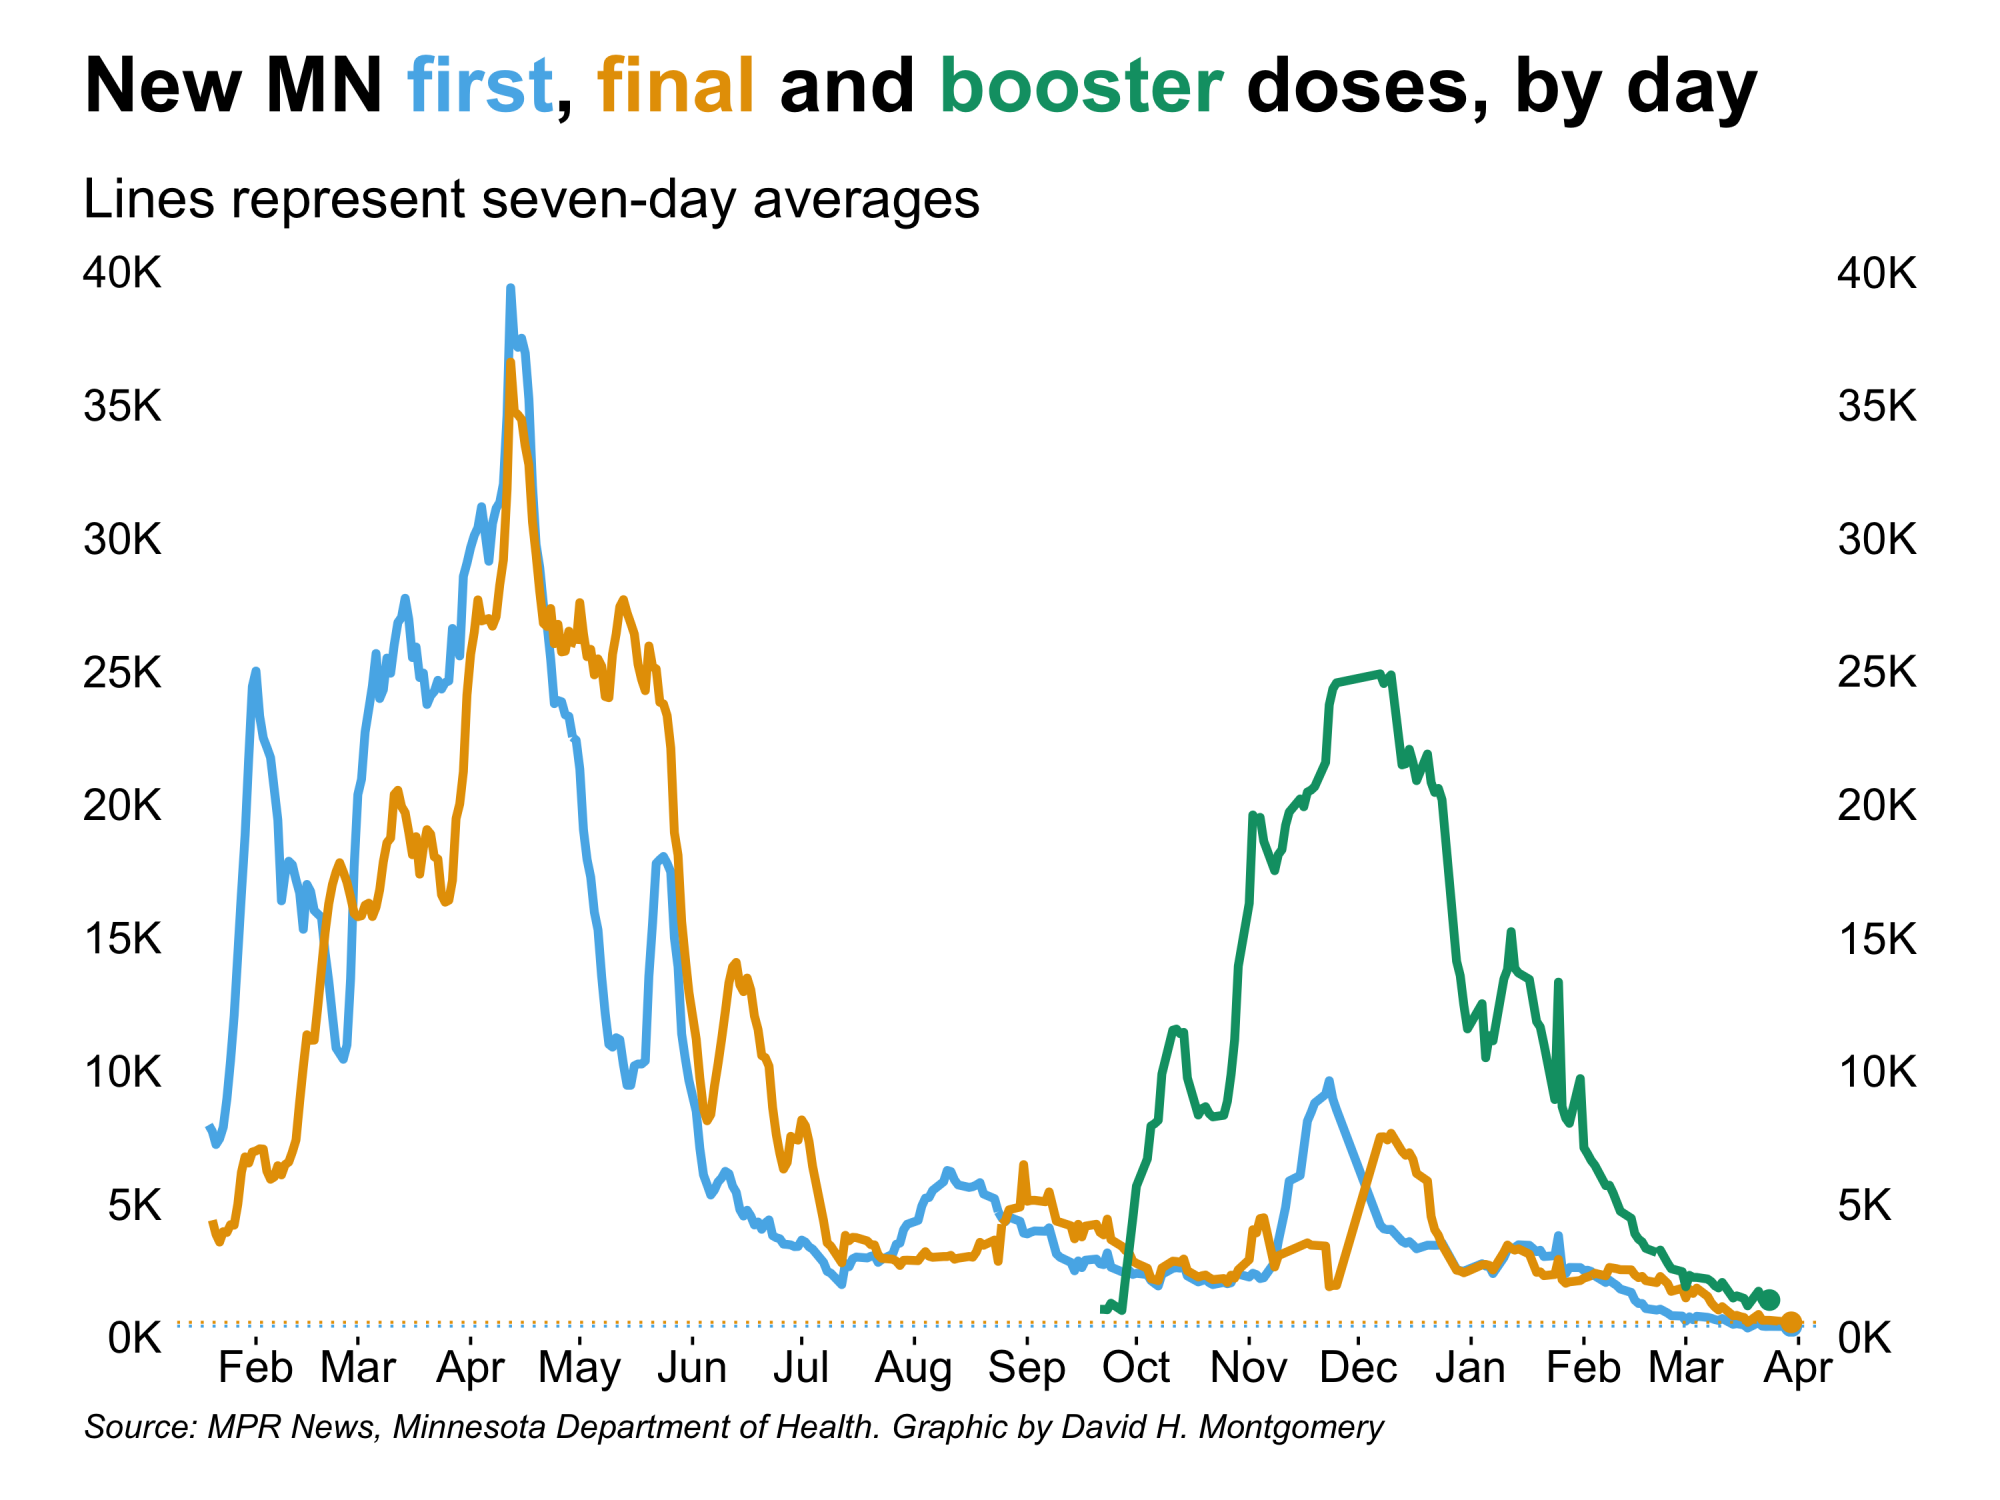 New MN first, final and booster doses, by day
Lines represent seven-day averages
40K 40K
35K 35K
30K 30K
25K 25K
20K 20K
15K 15K
10K 10K
5K 5K
0K 0K
Feb Mar Apr May Jun Jul Aug Sep Oct Nov Dec Jan Feb Mar Apr
Source: MPR News, Minnesota Department of Health. Graphic by David H. Montgomery